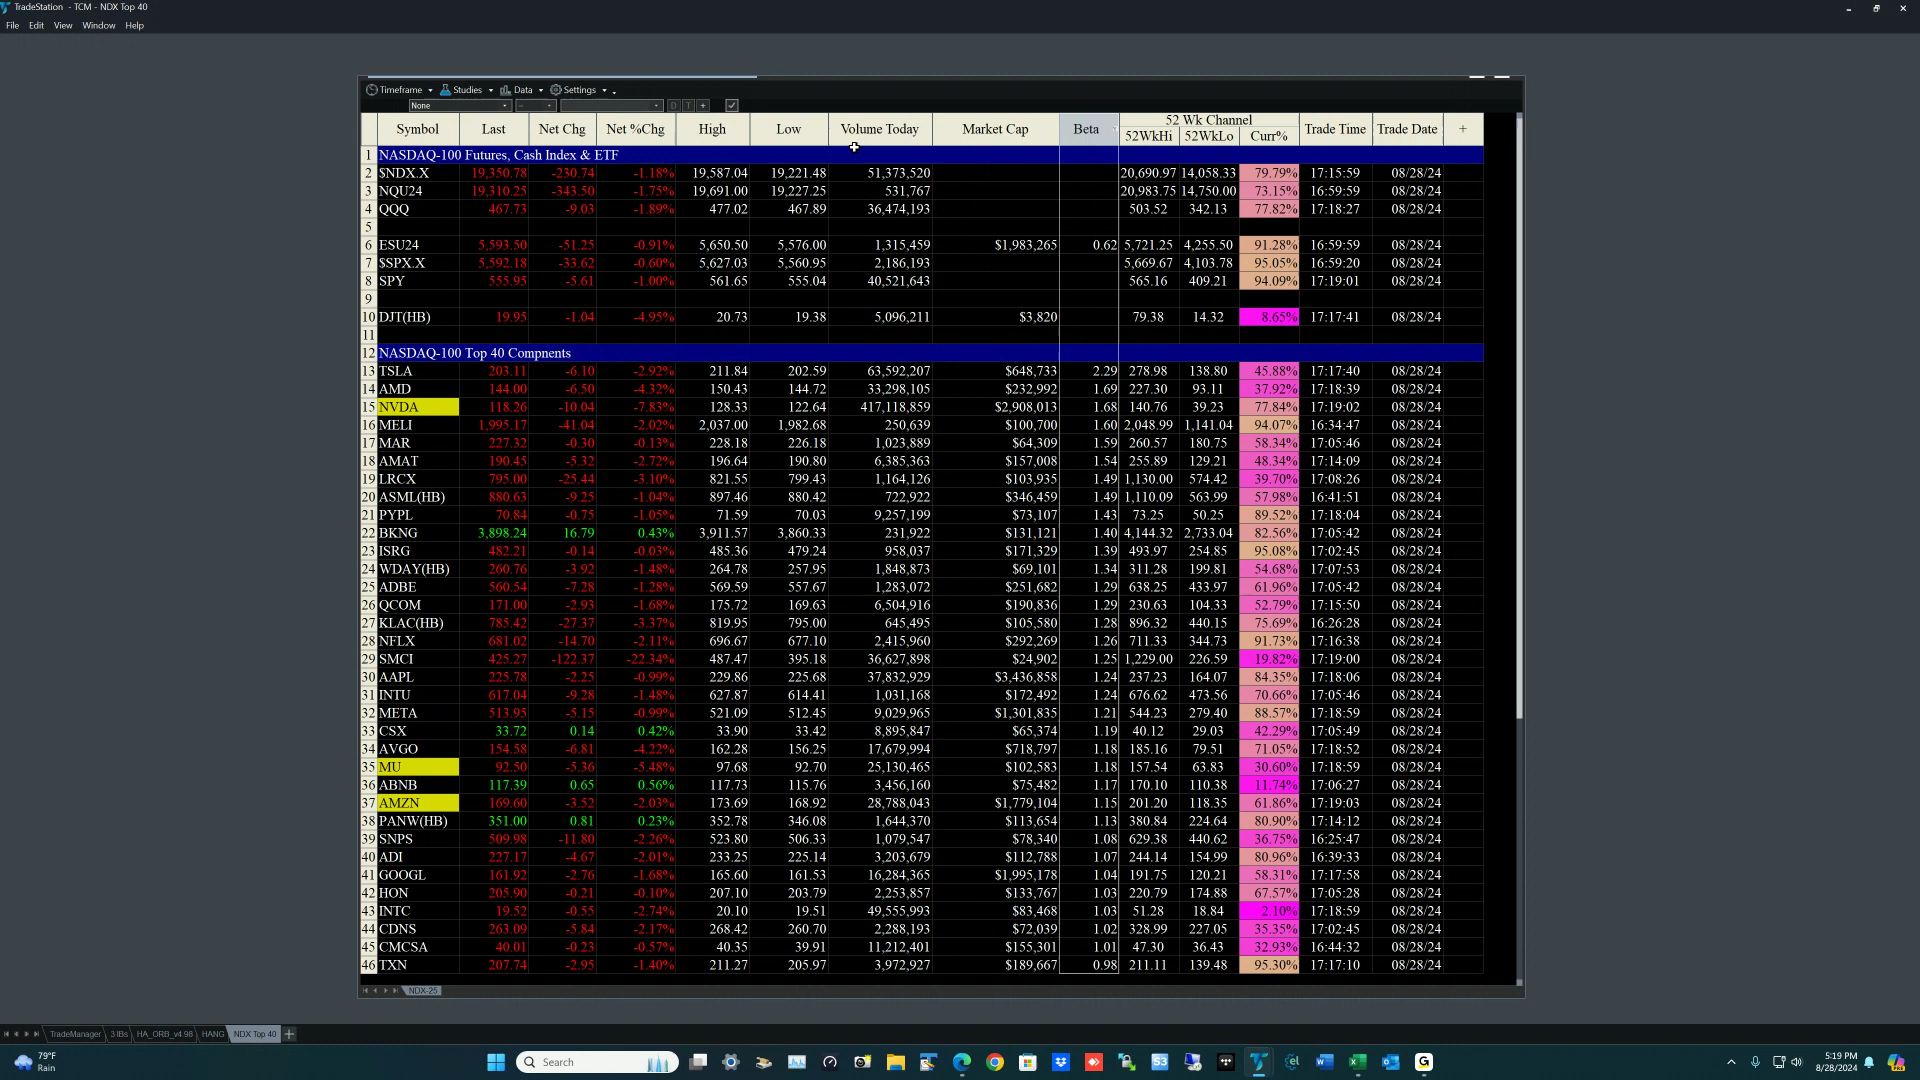 TradeStation - TCM - NDX Top 40
File Edit View Window Help
Timeframe Studies Data Settings
None
Symbol Last Net Chg Net %Chg High Low Volume Today Market Cap Beta 52 Wk Channel 52WkHi 52WkLo Curr% Trade Time Trade Date +
1 NASDAQ-100 Futures, Cash Index & ETF
2 $NDX.X 19,350.78 -230.74 -1.18% 19,587.04 19,221.48 51,373,520 20,690.97 14,058.33 79.79% 17:15:59 08/28/24
3 NQU24 19,310.25 -343.50 -1.75% 19,691.00 19,227.25 531,767 20,983.75 14,750.00 73.15% 16:59:59 08/28/24
4 QQQ 467.73 -9.03 -1.89% 477.02 467.89 36,474,193 503.52 342.13 77.82% 17:18:27 08/28/24
5
6 ESU24 5,593.50 -51.25 -0.91% 5,650.50 5,576.00 1,315,459 $1,983,265 0.62 5,721.25 4,255.50 91.28% 16:59:59 08/28/24
7 $SPX.X 5,592.18 -33.62 -0.60% 5,627.03 5,560.95 2,186,193 5,669.67 4,103.78 95.05% 16:59:20 08/28/24
8 SPY 555.95 -5.61 -1.00% 561.65 555.04 40,521,643 565.16 409.21 94.09% 17:19:01 08/28/24
9
10 DJT(HB) 19.95 -1.04 -4.95% 20.73 19.38 5,096,211 $3,820 79.38 14.32 8.65% 17:17:41 08/28/24
11
12 NASDAQ-100 Top 40 Compnents
13 TSLA 203.11 -6.10 -2.92% 211.84 202.59 63,592,207 $648,733 2.29 278.98 138.80 45.88% 17:17:40 08/28/24
14 AMD 144.00 -6.50 -4.32% 150.43 144.72 33,298,105 $232,992 1.69 227.30 93.11 37.92% 17:18:39 08/28/24
15 NVDA 118.26 -10.04 -7.83% 128.33 122.64 417,118,859 $2,908,013 1.68 140.76 39.23 77.84% 17:19:02 08/28/24
16 MELI 1,995.17 -41.04 -2.02% 2,037.00 1,982.68 250,639 $100,700 1.60 2,048.99 1,141.04 94.07% 16:34:47 08/28/24
17 MAR 227.32 -0.30 -0.13% 228.18 226.18 1,023,889 $64,309 1.59 260.57 180.75 58.34% 17:05:46 08/28/24
18 AMAT 190.45 -5.32 -2.72% 196.64 190.80 6,385,363 $157,008 1.54 255.89 129.21 48.34% 17:14:09 08/28/24
19 LRCX 795.00 -25.44 -3.10% 821.55 799.43 1,164,126 $103,935 1.49 1,130.00 574.42 39.70% 17:08:26 08/28/24
20 ASML(HB) 880.63 -9.25 -1.04% 897.46 880.42 722,922 $346,459 1.49 1,110.09 563.99 57.98% 16:41:51 08/28/24
21 PYPL 70.84 -0.75 -1.05% 71.59 70.03 9,257,199 $73,107 1.43 73.25 50.25 89.52% 17:18:04 08/28/24
22 BKNG 3,898.24 16.79 0.43% 3,911.57 3,860.33 231,922 $131,121 1.40 4,144.32 2,733.04 82.56% 17:05:42 08/28/24
23 ISRG 482.21 -0.14 -0.03% 485.36 479.24 958,037 $171,329 1.39 493.97 254.85 95.08% 17:02:45 08/28/24
24 WDAY(HB) 260.76 -3.92 -1.48% 264.78 257.95 1,848,873 $69,101 1.34 311.28 199.81 54.68% 17:07:53 08/28/24
25 ADBE 560.54 -7.28 -1.28% 569.59 557.67 1,283,072 $251,682 1.29 638.25 433.97 61.96% 17:05:42 08/28/24
26 QCOM 171.00 -2.93 -1.68% 175.72 169.63 6,504,916 $190,836 1.29 230.63 104.33 52.79% 17:15:50 08/28/24
27 KLAC(HB) 785.42 -27.37 -3.37% 819.95 795.00 645,495 $105,580 1.28 896.32 440.15 75.69% 16:26:28 08/28/24
28 NFLX 681.02 -14.70 -2.11% 696.67 677.10 2,415,960 $292,269 1.26 711.33 344.73 91.73% 17:16:38 08/28/24
29 SMCI 425.27 -122.37 -22.34% 487.47 395.18 36,627,898 $24,902 1.25 1,229.00 226.59 19.82% 17:19:00 08/28/24
30 AAPL 225.78 -2.25 -0.99% 229.86 225.68 37,832,929 $3,436,858 1.24 237.23 164.07 84.35% 17:18:06 08/28/24
31 INTU 617.04 -9.28 -1.48% 627.87 614.41 1,031,168 $172,492 1.24 676.62 473.56 70.66% 17:05:46 08/28/24
32 META 513.95 -5.15 -0.99% 521.09 512.45 9,029,965 $1,301,835 1.21 544.23 279.40 88.57% 17:18:59 08/28/24
33 CSX 33.72 0.14 0.42% 33.90 33.42 8,895,847 $65,374 1.19 40.12 29.03 42.29% 17:05:49 08/28/24
34 AVGO 154.58 -6.81 -4.22% 162.28 156.25 17,679,994 $718,797 1.18 185.16 79.51 71.05% 17:18:52 08/28/24
35 MU 92.50 -5.36 -5.48% 97.68 92.70 25,130,465 $102,583 1.18 157.54 63.83 30.60% 17:18:59 08/28/24
36 ABNB 117.39 0.65 0.56% 117.73 115.76 3,456,160 $75,482 1.17 170.10 110.38 11.74% 17:06:27 08/28/24
37 AMZN 169.60 -3.52 -2.03% 173.69 168.92 28,788,043 $1,779,104 1.15 201.20 118.35 61.86% 17:19:03 08/28/24
38 PANW(HB) 351.00 0.81 0.23% 352.78 346.08 1,644,370 $113,654 1.13 380.84 224.64 80.90% 17:14:12 08/28/24
39 SNPS 509.98 -11.80 -2.26% 523.80 506.33 1,079,547 $78,340 1.08 629.38 440.62 36.75% 16:25:47 08/28/24
40 ADI 227.17 -4.67 -2.01% 233.25 225.14 3,203,679 $112,788 1.07 244.14 154.99 80.96% 16:39:33 08/28/24
41 GOOGL 161.92 -2.76 -1.68% 165.60 161.53 16,284,365 $1,995,178 1.04 191.75 120.21 58.31% 17:17:58 08/28/24
42 HON 205.90 -0.21 -0.10% 207.10 203.79 2,253,857 $133,767 1.03 220.79 174.88 67.57% 17:05:28 08/28/24
43 INTC 19.52 -0.55 -2.74% 20.10 19.51 49,555,993 $83,468 1.03 51.28 18.84 2.10% 17:18:59 08/28/24
44 CDNS 263.09 -5.84 -2.17% 268.42 260.70 2,288,193 $72,039 1.02 328.99 227.05 35.35% 17:02:45 08/28/24
45 CMCSA 40.01 -0.23 -0.57% 40.35 39.91 11,212,401 $155,301 1.01 47.30 36.43 32.93% 16:44:32 08/28/24
46 TXN 207.74 -2.95 -1.40% 211.27 205.97 3,972,927 $189,667 0.98 211.11 139.48 95.30% 17:17:10 08/28/24
NDX-25
TradeManager 3 IBs HA_ORB_v4.98 HANG NDX Top 40 +
79°F
Rain
Search
5:19 PM
8/28/2024